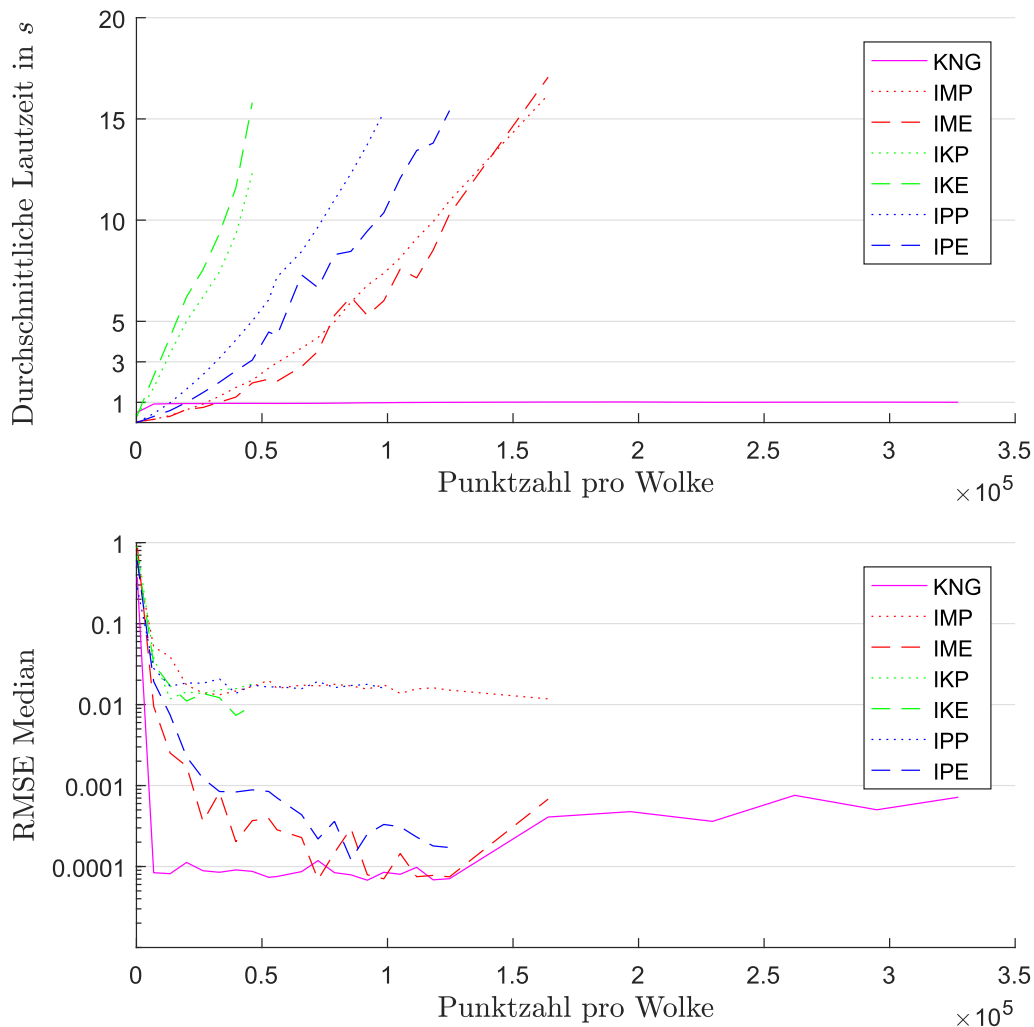 Durchschnittliche Lautzeit in s
20
15
10
5
3
1
0
0.5
1
1.5
2
2.5
3
3.5
Punktzahl pro Wolke
×10^5
KNG
IMP
IME
IKP
IKE
IPP
IPE
RMSE Median
1
0.1
0.01
0.001
0.0001
0
0.5
1
1.5
2
2.5
3
3.5
Punktzahl pro Wolke
×10^5
KNG
IMP
IME
IKP
IKE
IPP
IPE